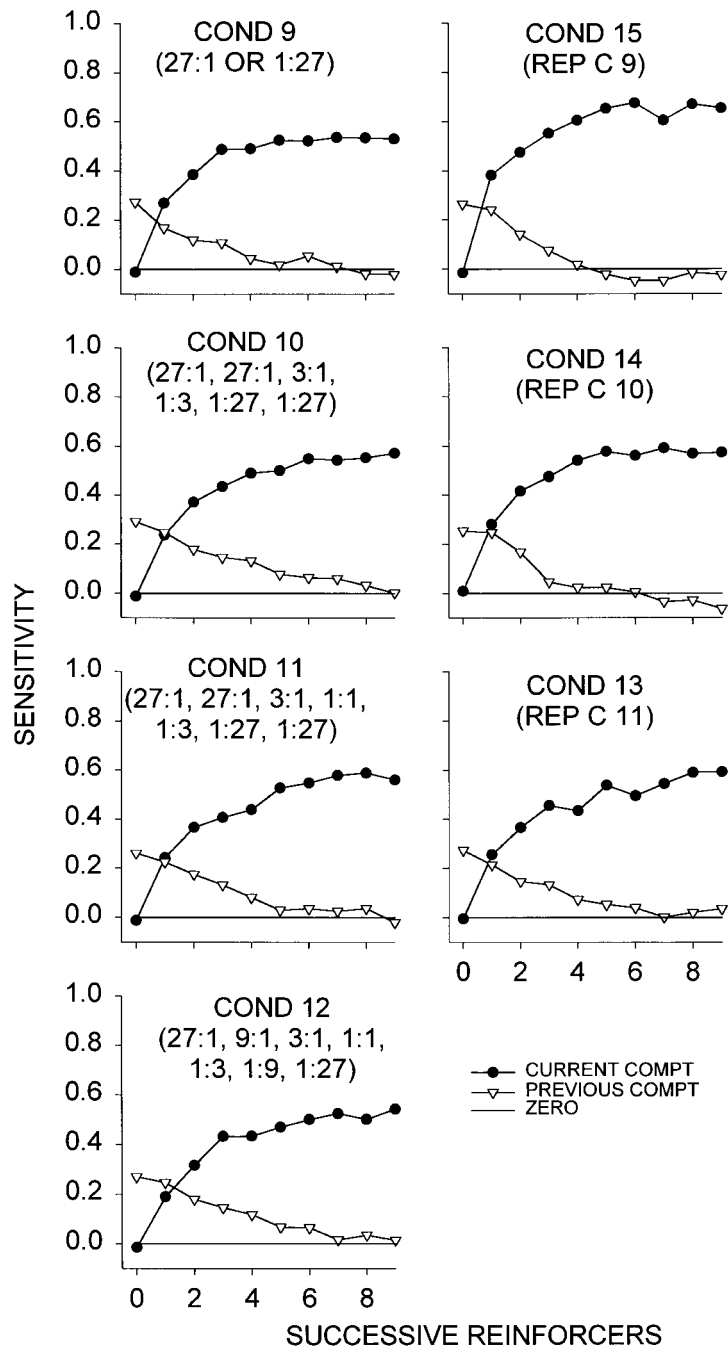 SENSITIVITY
1.0
0.8
0.6
0.4
0.2
0.0
COND 9
(27:1 OR 1:27)
COND 15
(REP C 9)
1.0
0.8
0.6
0.4
0.2
0.0
COND 10
(27:1, 27:1, 3:1,
1:3, 1:27, 1:27)
COND 14
(REP C 10)
1.0
0.8
0.6
0.4
0.2
0.0
COND 11
(27:1, 27:1, 3:1, 1:1,
1:3, 1:27, 1:27)
COND 13
(REP C 11)
0 2 4 6 8
1.0
0.8
0.6
0.4
0.2
0.0
COND 12
(27:1, 9:1, 3:1, 1:1,
1:3, 1:9, 1:27)
0 2 4 6 8
CURRENT COMPT
PREVIOUS COMPT
ZERO
SUCCESSIVE REINFORCERS